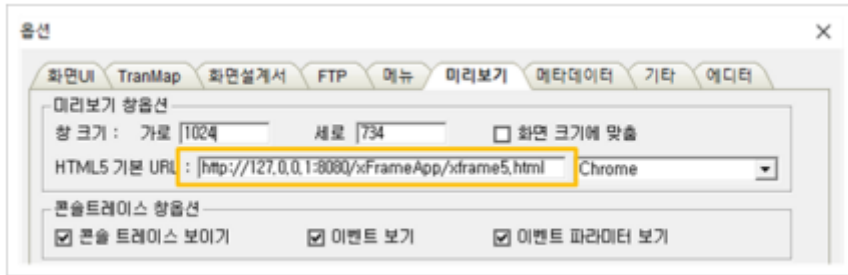 옵션
화면UI TranMap 화면설계서 FTP 메뉴 미리보기 메타데이터 기타 에디터
미리보기 창옵션
창 크기 : 가로 1024 세로 734 화면 크기에 맞춤
HTML5 기본 URL : http://127.0.0.1:8080/xFrameApp/xframe5.html Chrome
콘솔트레이스 창옵션
콘솔 트레이스 보이기 이벤트 보기 이벤트 파라미터 보기